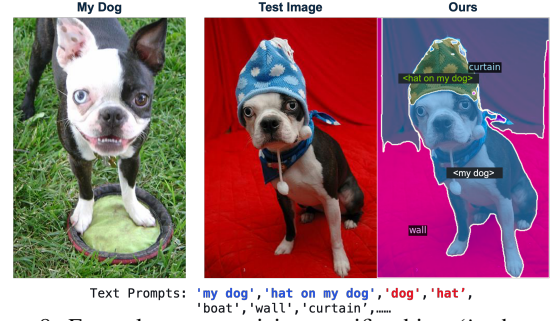 My Dog
Test Image
Ours
curtain
<hat on my dog>
<my dog>
wall
Text Prompts: 'my dog','hat on my dog','dog','hat',
'boat','wall','curtain',……